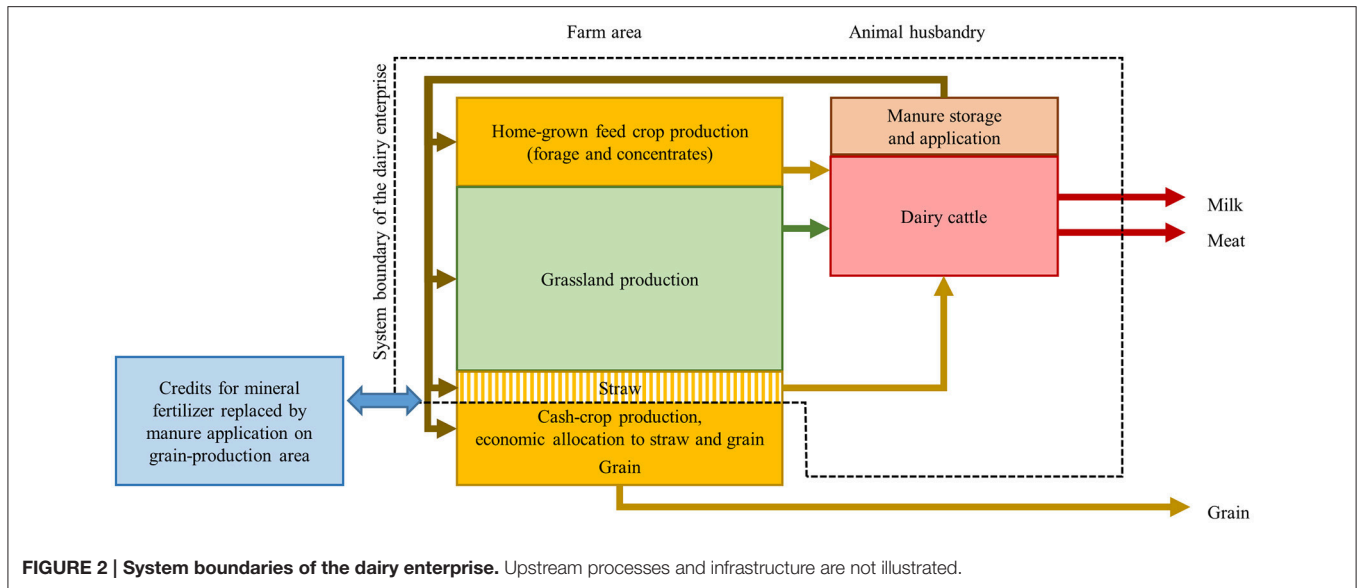 Farm area
Animal husbandry
System boundary of the dairy enterprise
Home-grown feed crop production
(forage and concentrates)
Manure storage
and application
Dairy cattle
Milk
Meat
Grassland production
Straw
Credits for mineral
fertilizer replaced by
manure application on
grain-production area
Cash-crop production,
economic allocation to straw and grain
Grain
Grain
FIGURE 2 | System boundaries of the dairy enterprise. Upstream processes and infrastructure are not illustrated.